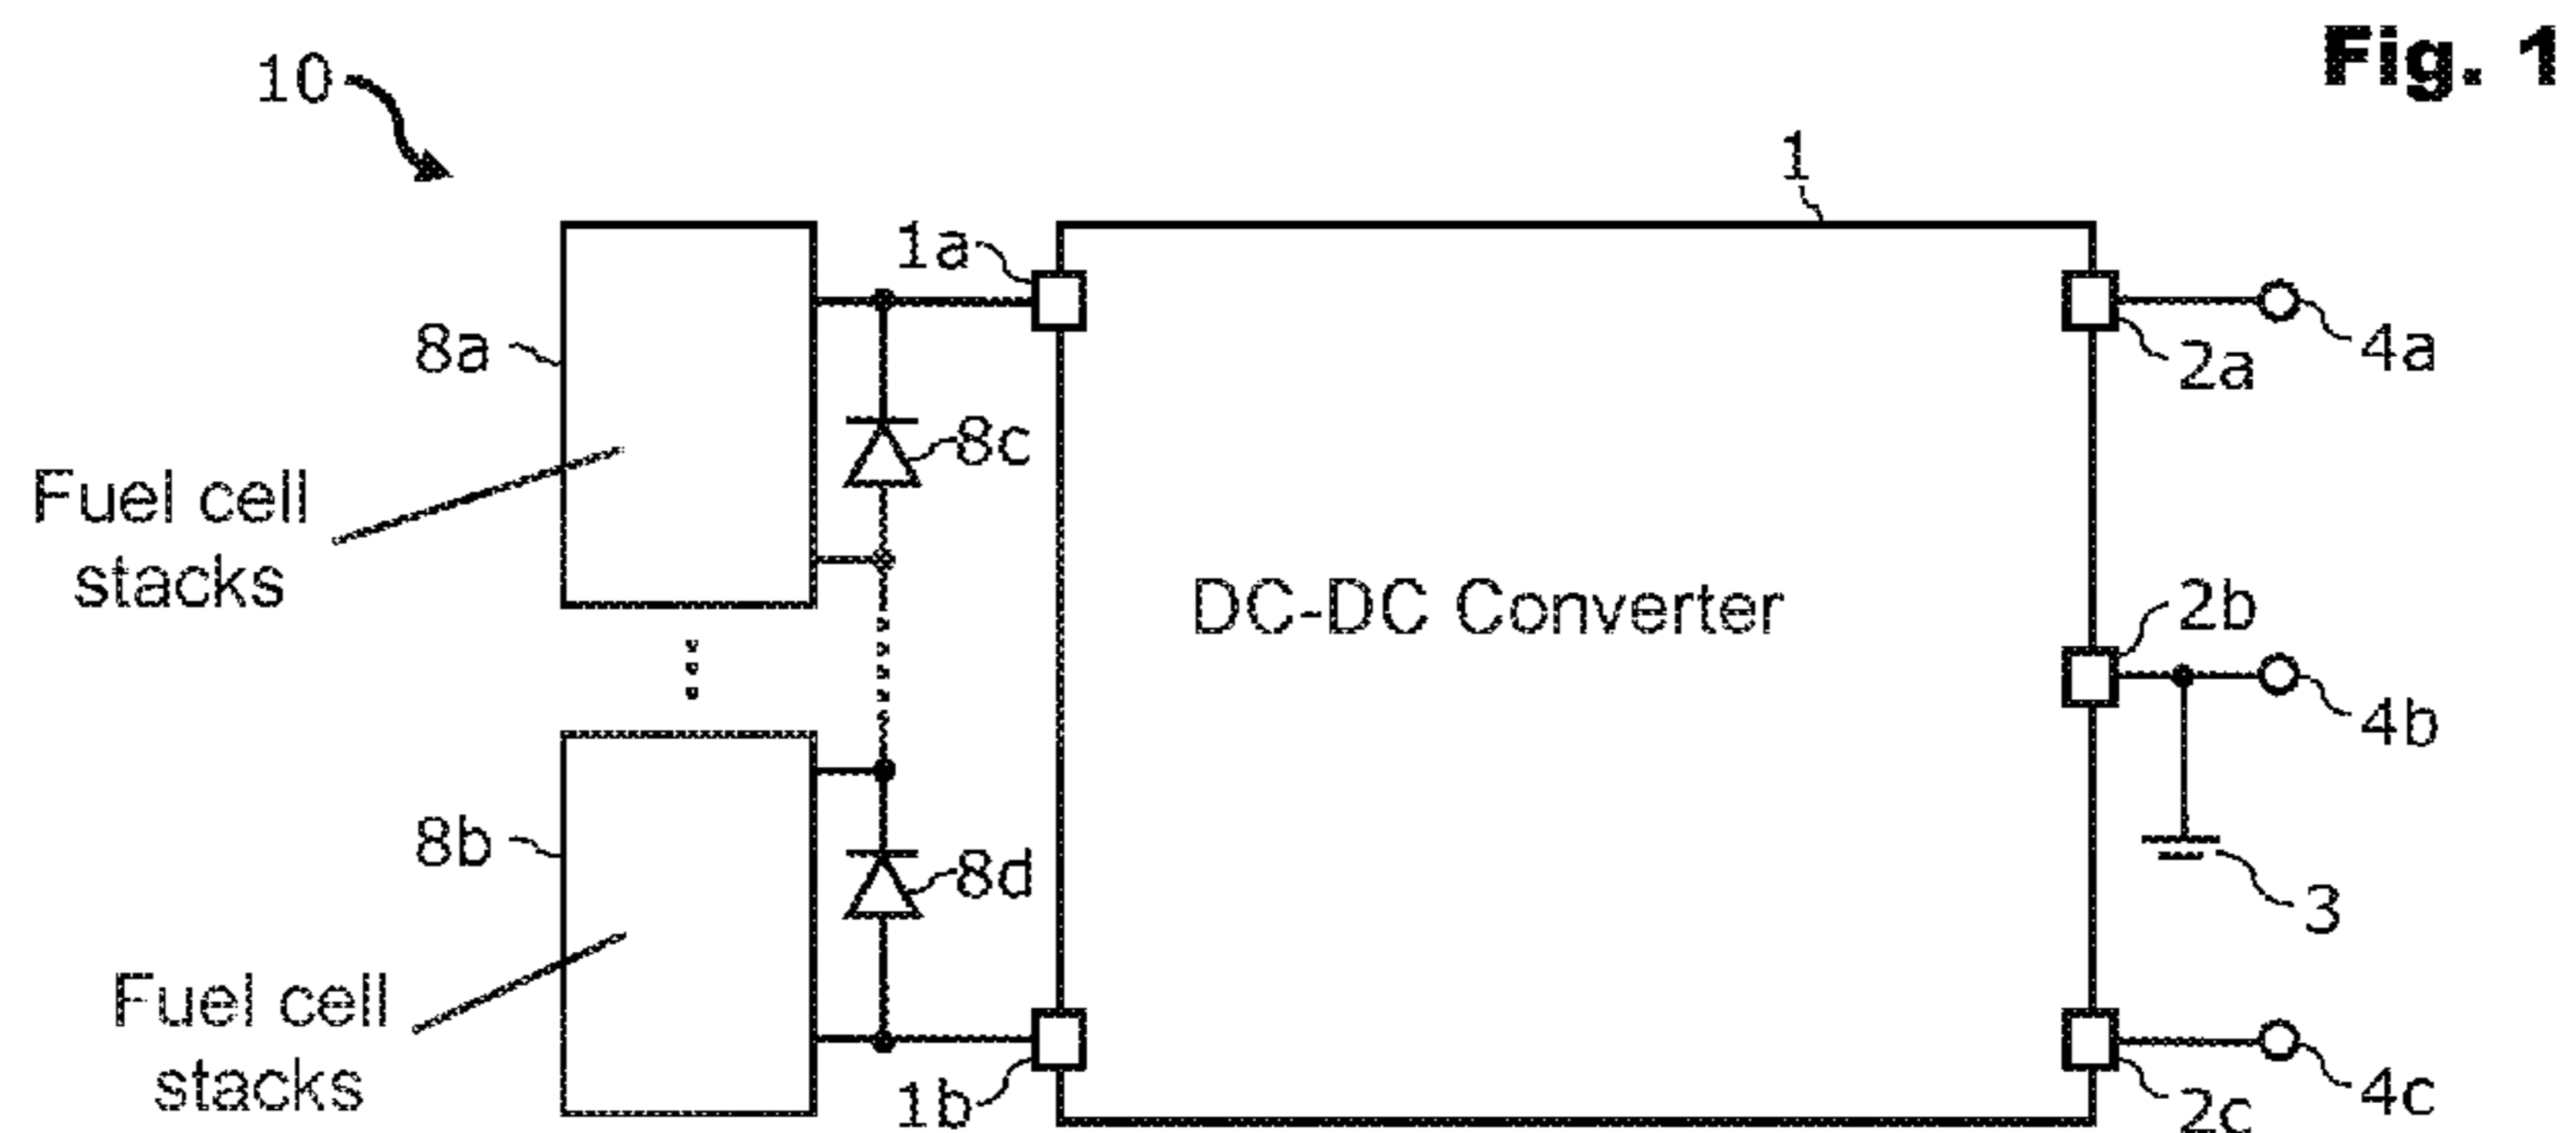 Fig. 1
10
1
1a
8a
4a
2a
8c
Fuel cell
stacks
DC-DC Converter
2b
4b
8b
8d
3
Fuel cell
stacks
1b
4c
2c